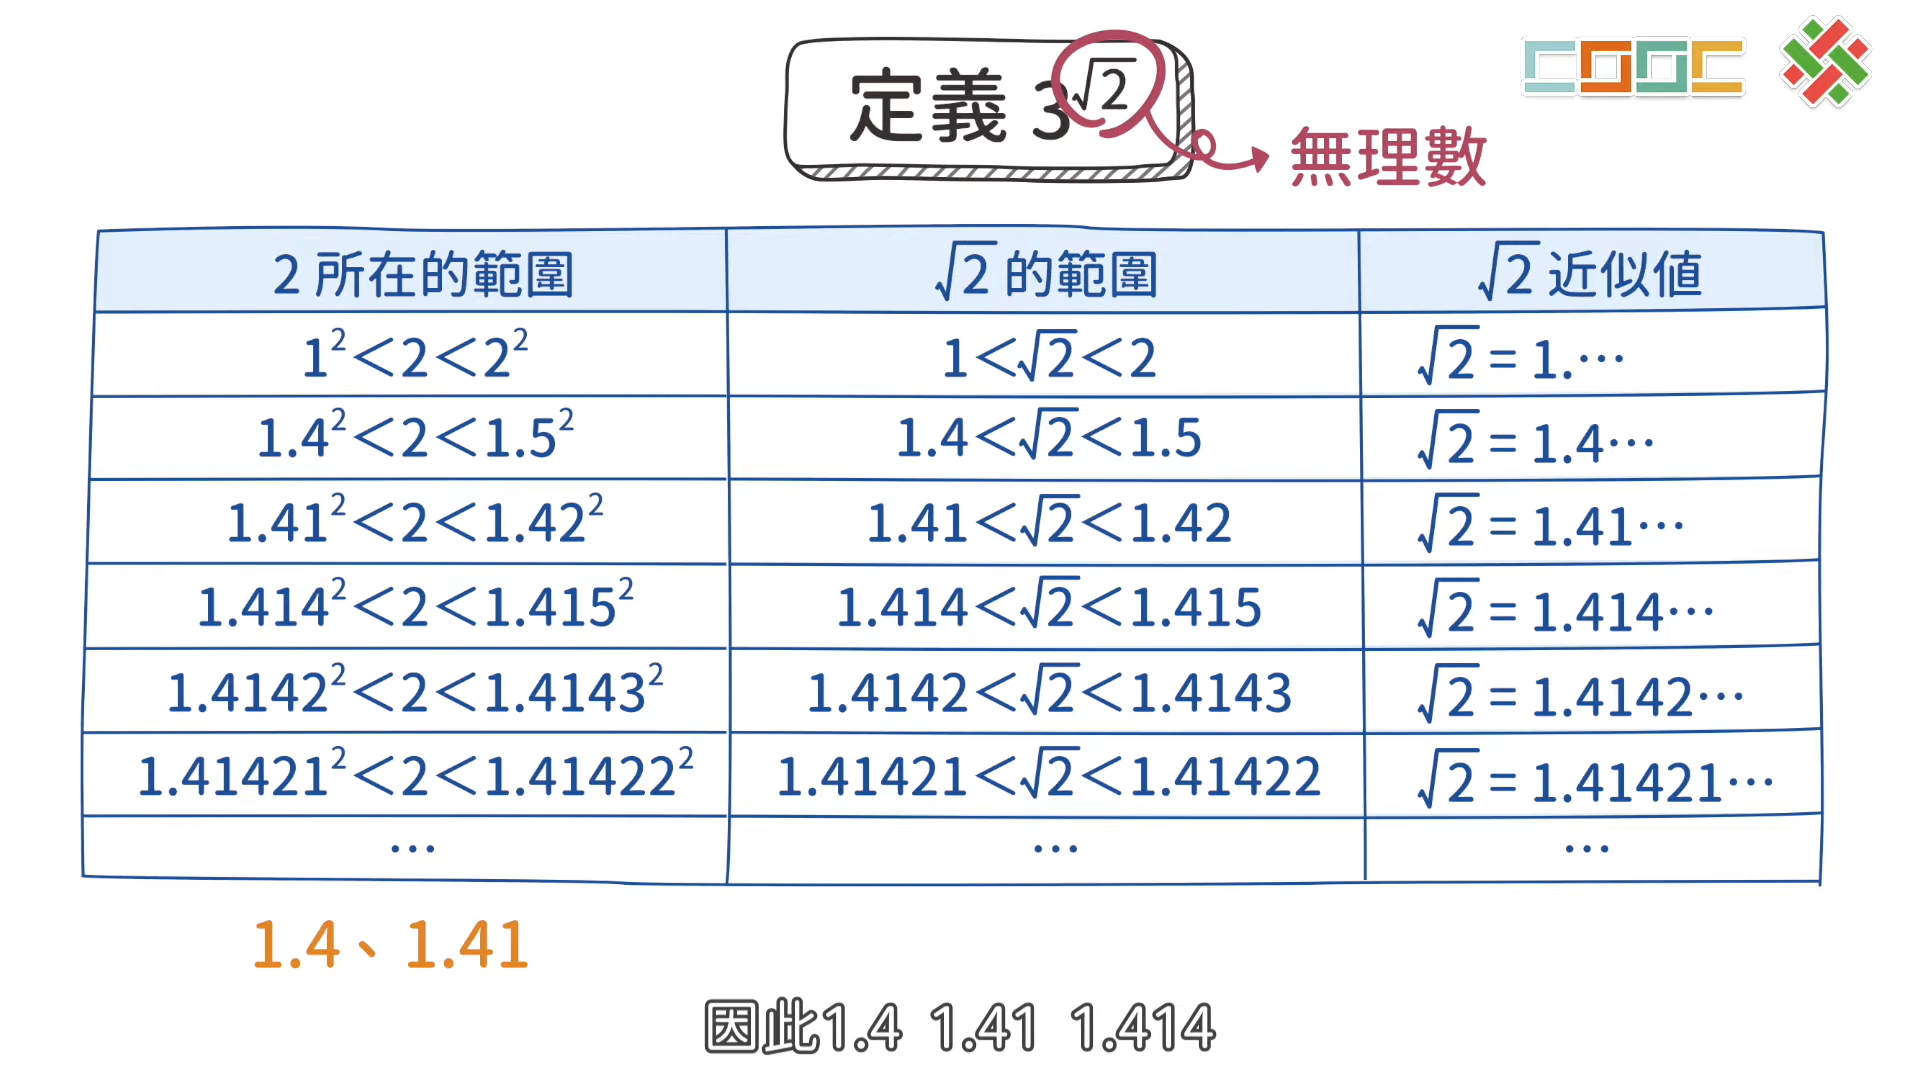 定義 3^√2
無理數
2 所在的範圍 √2 的範圍 √2 近似值
1²<2<2² 1<√2<2 √2 = 1.⋯
1.4²<2<1.5² 1.4<√2<1.5 √2 = 1.4⋯
1.41²<2<1.42² 1.41<√2<1.42 √2 = 1.41⋯
1.414²<2<1.415² 1.414<√2<1.415 √2 = 1.414⋯
1.4142²<2<1.4143² 1.4142<√2<1.4143 √2 = 1.4142⋯
1.41421²<2<1.41422² 1.41421<√2<1.41422 √2 = 1.41421⋯
⋯ ⋯ ⋯
1.4、1.41
因此1.4 1.41 1.414